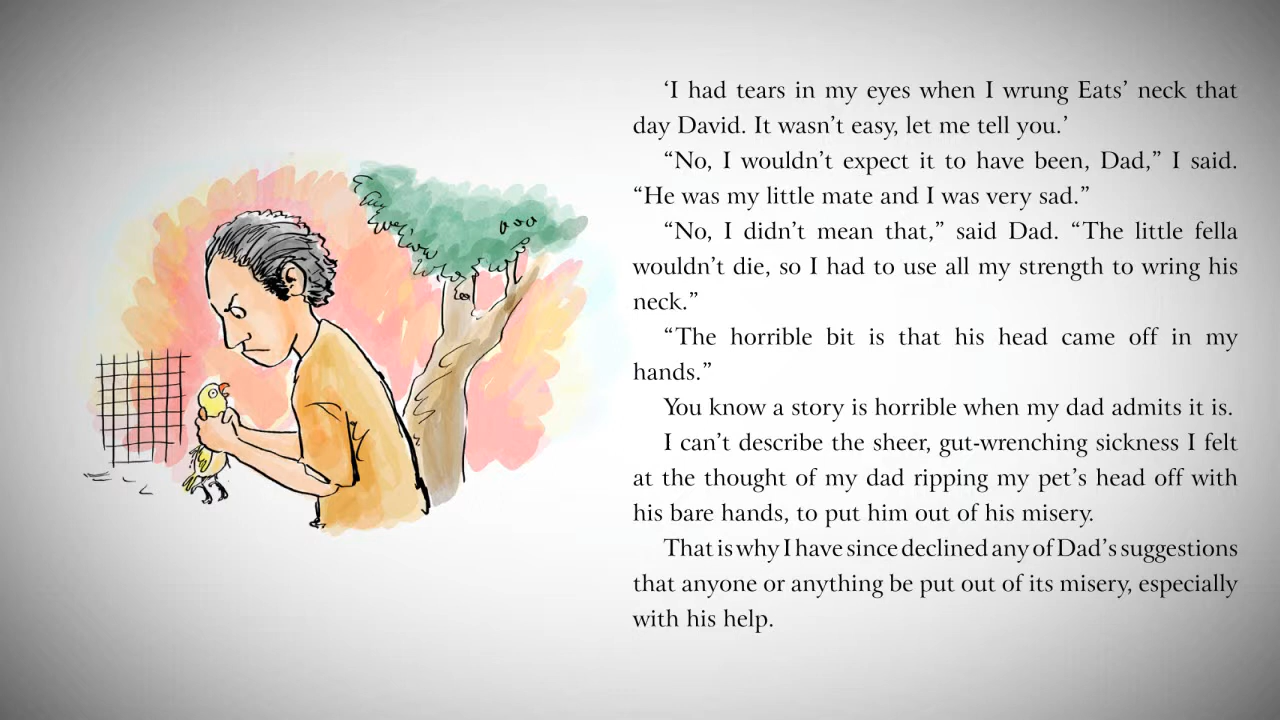 ‘I had tears in my eyes when I wrung Eats’ neck that
day David. It wasn’t easy, let me tell you.’
“No, I wouldn’t expect it to have been, Dad,” I said.
“He was my little mate and I was very sad.”
“No, I didn’t mean that,” said Dad. “The little fella
wouldn’t die, so I had to use all my strength to wring his
neck.”
“The horrible bit is that his head came off in my
hands.”
You know a story is horrible when my dad admits it is.
I can’t describe the sheer, gut-wrenching sickness I felt
at the thought of my dad ripping my pet’s head off with
his bare hands, to put him out of his misery.
That is why I have since declined any of Dad’s suggestions
that anyone or anything be put out of its misery, especially
with his help.